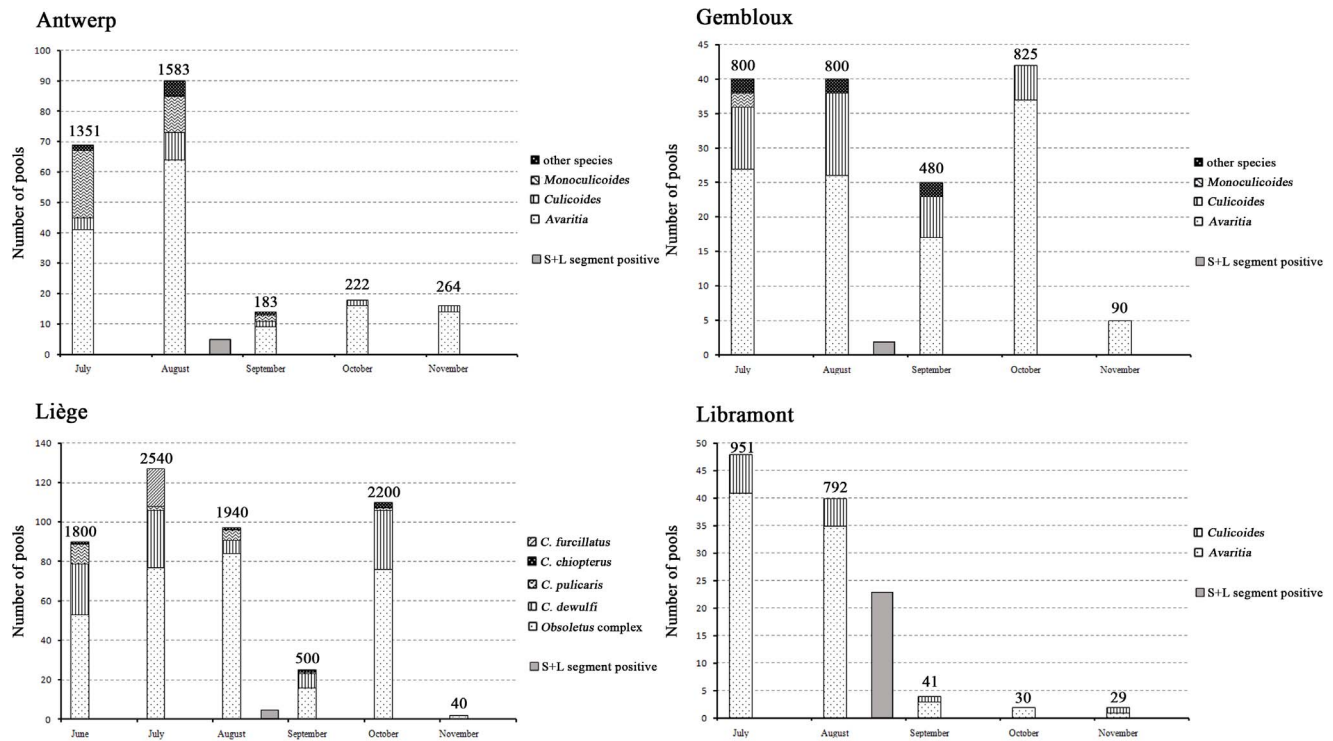 Antwerp
Number of pools
100
90
80
70
60
50
40
30
20
10
0
1351
1583
183
222
264
July
August
September
October
November
other species
Monoculicoides
Culicoides
Avaritia
S+L segment positive
Gembloux
Number of pools
45
40
35
30
25
20
15
10
5
0
800
800
480
825
90
July
August
September
October
November
other species
Monoculicoides
Culicoides
Avaritia
S+L segment positive
Liège
Number of pools
140
120
100
80
60
40
20
0
1800
2540
1940
500
2200
40
June
July
August
September
October
November
C. furcillatus
C. chiopterus
C. pulicaris
C. dewulfi
Obsoletus complex
S+L segment positive
Libramont
Number of pools
50
45
40
35
30
25
20
15
10
5
0
951
792
41
30
29
July
August
September
October
November
Culicoides
Avaritia
S+L segment positive